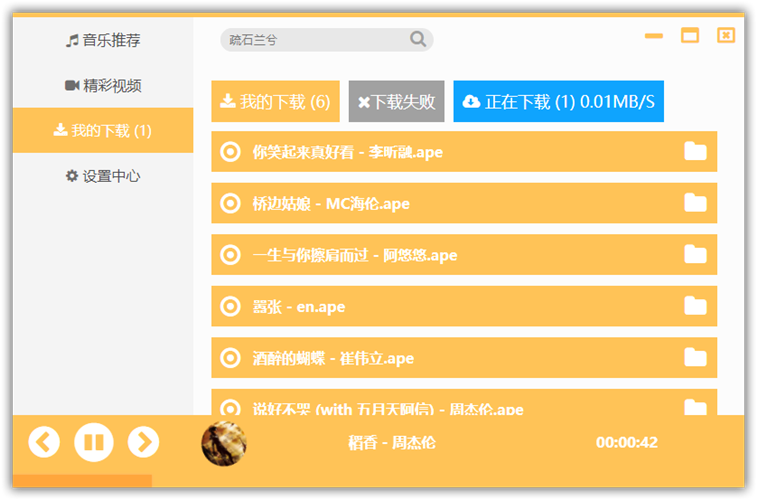 音乐推荐
疏石兰兮
精彩视频
我的下载 (1)
设置中心
我的下载 (6)
下载失败
正在下载 (1) 0.01MB/S
你笑起来真好看 - 李昕融.ape
桥边姑娘 - MC海伦.ape
一生与你擦肩而过 - 阿悠悠.ape
嚣张 - en.ape
酒醉的蝴蝶 - 崔伟立.ape
说好不哭 (with 五月天阿信) - 周杰伦.ape
稻香 - 周杰伦
00:00:42